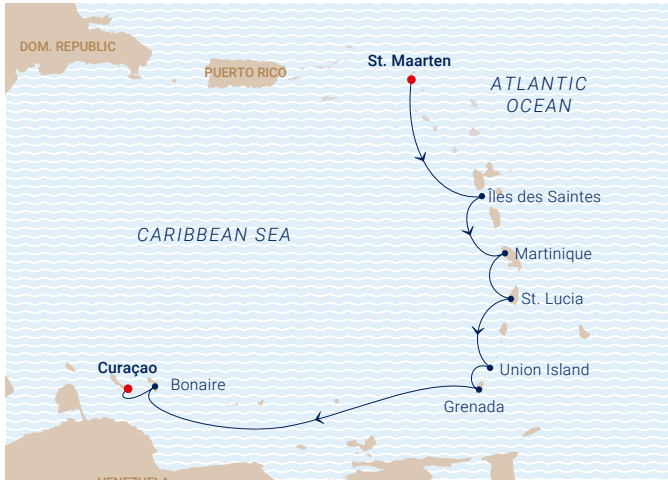 DOM. REPUBLIC
PUERTO RICO
St. Maarten
ATLANTIC
OCEAN
Îles des Saintes
CARIBBEAN SEA
Martinique
St. Lucia
Union Island
Curaçao
Bonaire
Grenada
VENEZUELA